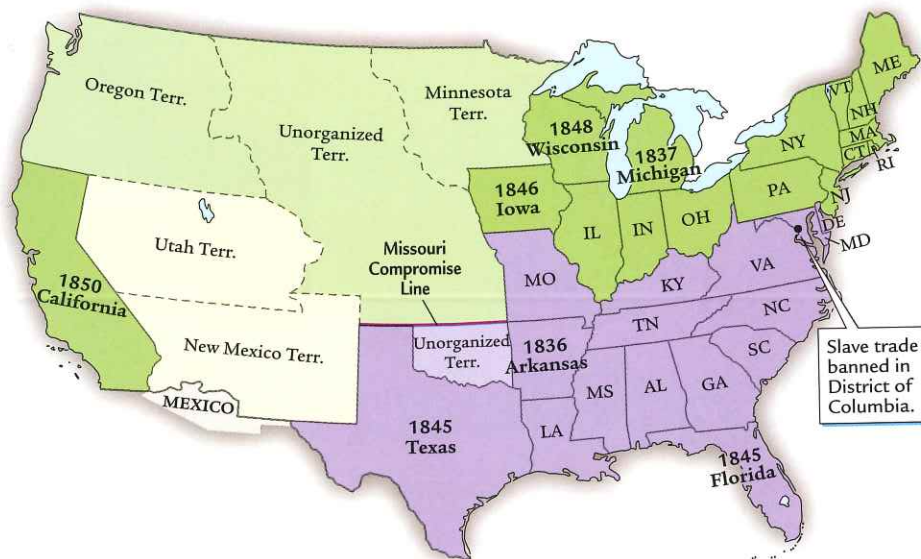 Oregon Terr.
Unorganized
Terr.
Minnesota
Terr.
1848
Wisconsin
1837
Michigan
1846
Iowa
ME
VT
NH
NY
MA
CT
RI
PA
NJ
IL
IN
OH
DE
MD
Utah Terr.
Missouri
Compromise
Line
1850
California
MO
KY
VA
New Mexico Terr.
Unorganized
Terr.
1836
Arkansas
TN
NC
SC
MS
AL
GA
Slave trade
banned in
District of
Columbia.
MEXICO
1845
Texas
LA
1845
Florida